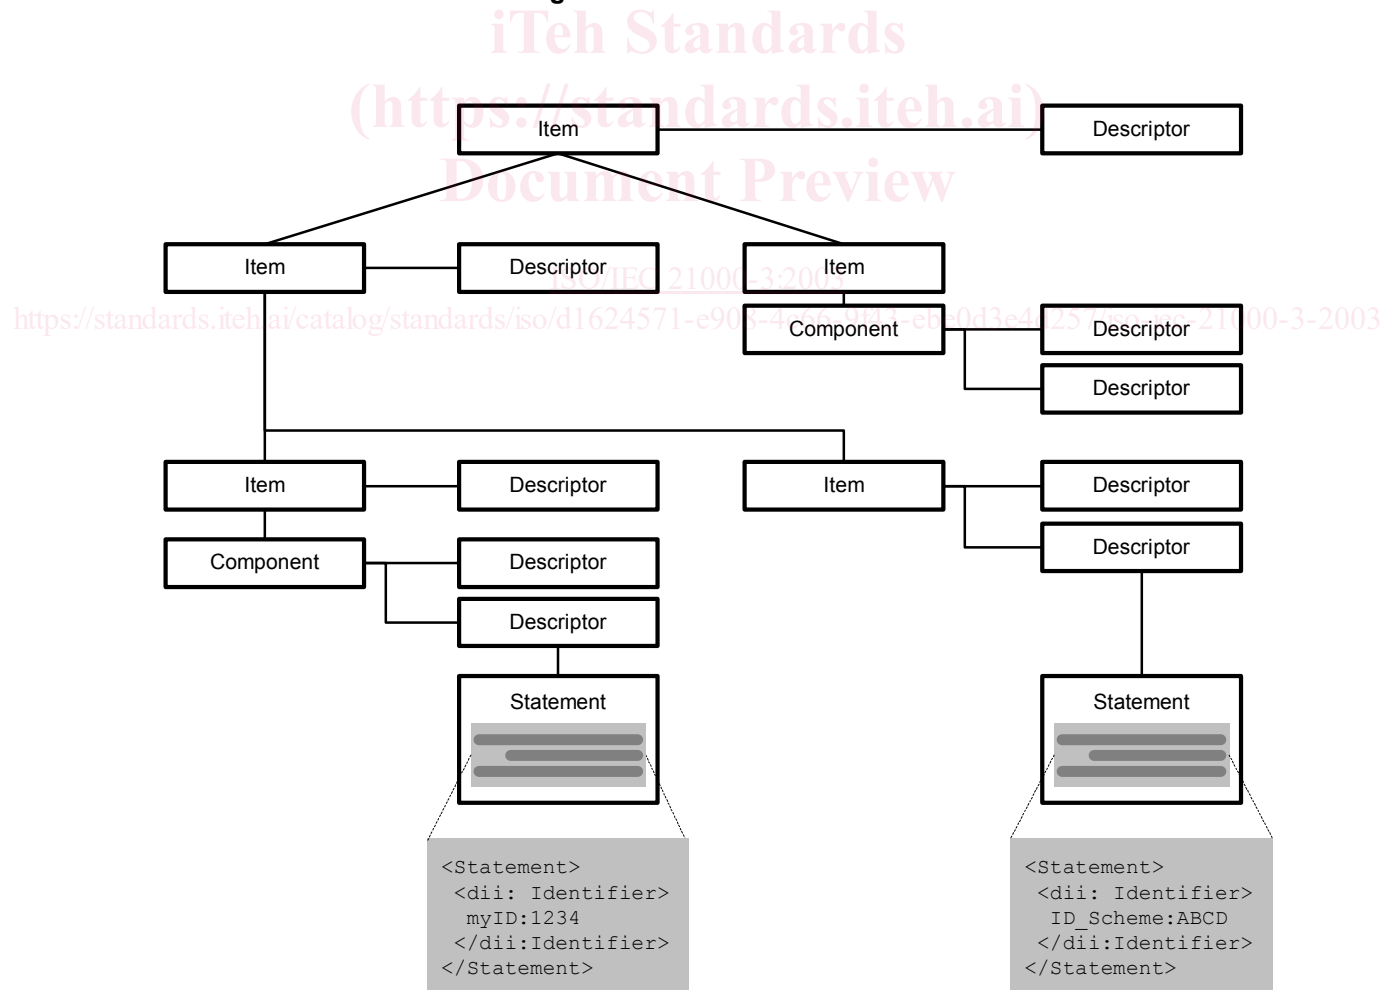 iTeh Standards
(https://standards.iteh.ai)
Item
Descriptor
Document Preview
Item
Descriptor
Item
ISO/IEC 21000-3:2003
Component
Descriptor
Descriptor
Item
Descriptor
Item
Descriptor
Descriptor
Component
Descriptor
Descriptor
Statement
Statement
<Statement>
<dii: Identifier>
myID:1234
</dii:Identifier>
</Statement>
<Statement>
<dii: Identifier>
ID_Scheme:ABCD
</dii:Identifier>
</Statement>